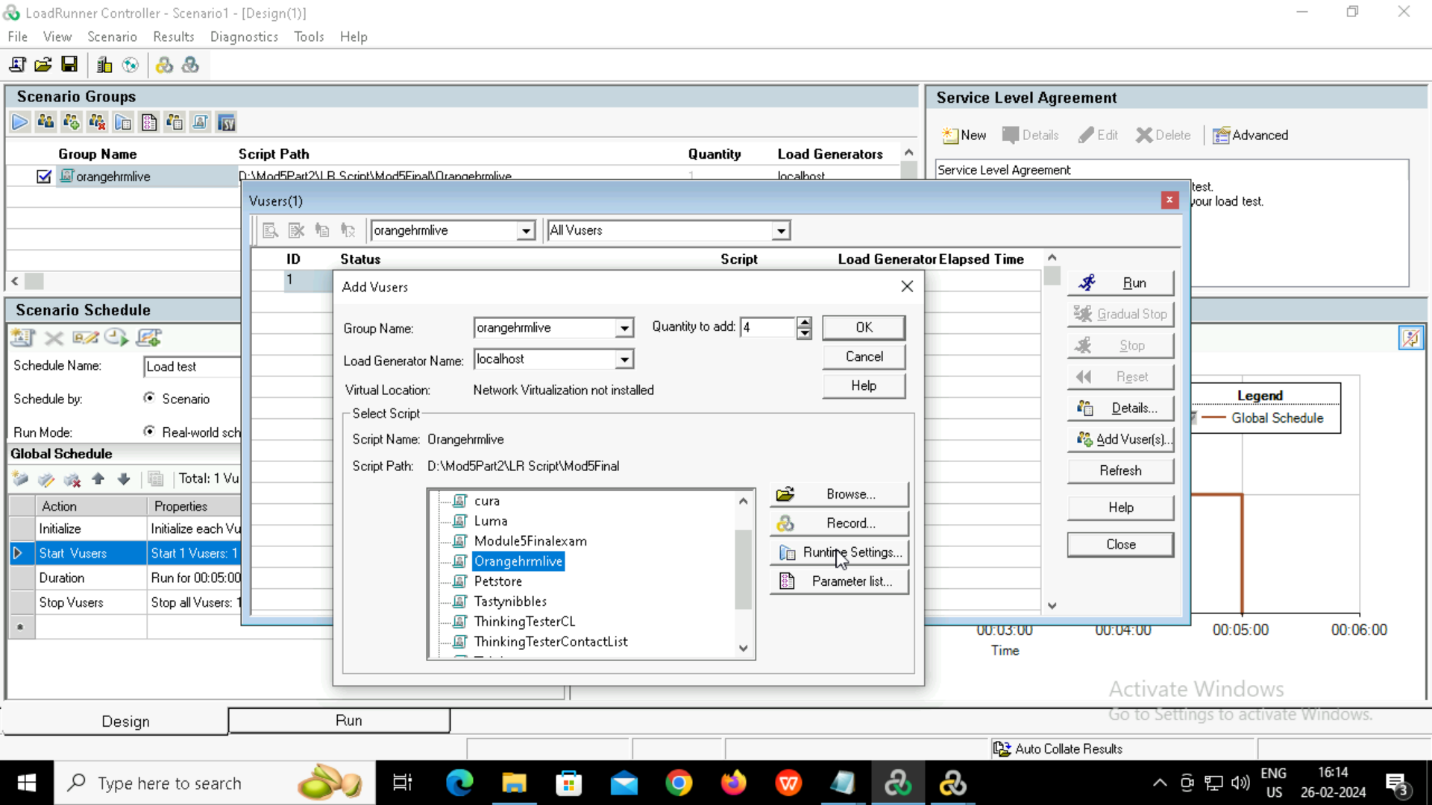 LoadRunner Controller - Scenario1 - [Design(1)]
File View Scenario Results Diagnostics Tools Help
Scenario Groups
Group Name Script Path Quantity Load Generators
orangehrmlive D:\Mod5Part2\LR Script\Mod5Final\Orangehrmlive 1 localhost
Service Level Agreement
New Details Edit Delete Advanced
Service Level Agreement
test.
your load test.
Vusers(1)
orangehrmlive All Vusers
ID Status Script Load Generator Elapsed Time
1
Run
Gradual Stop
Stop
Reset
Details...
Add Vuser(s)...
Refresh
Help
Close
Add Vusers
Group Name: orangehrmlive Quantity to add: 4 OK
Load Generator Name: localhost Cancel
Virtual Location: Network Virtualization not installed Help
Select Script
Script Name: Orangehrmlive
Script Path: D:\Mod5Part2\LR Script\Mod5Final
cura
Luma
Module5Finalexam
Orangehrmlive
Petstore
Tastynibbles
ThinkingTesterCL
ThinkingTesterContactList
Browse...
Record...
Runtime Settings...
Parameter list...
Scenario Schedule
Schedule Name: Load test
Schedule by: Scenario
Run Mode: Real-world sch
Global Schedule
Total: 1 Vu
Action Properties
Initialize Initialize each Vu
Start Vusers Start 1 Vusers: 1
Duration Run for 00:05:00
Stop Vusers Stop all Vusers: 1
*
Legend
Global Schedule
00:03:00 00:04:00 00:05:00 00:06:00
Time
Activate Windows
Go to Settings to activate Windows.
Design Run
Auto Collate Results
Type here to search
ENG
US
16:14
26-02-2024
3